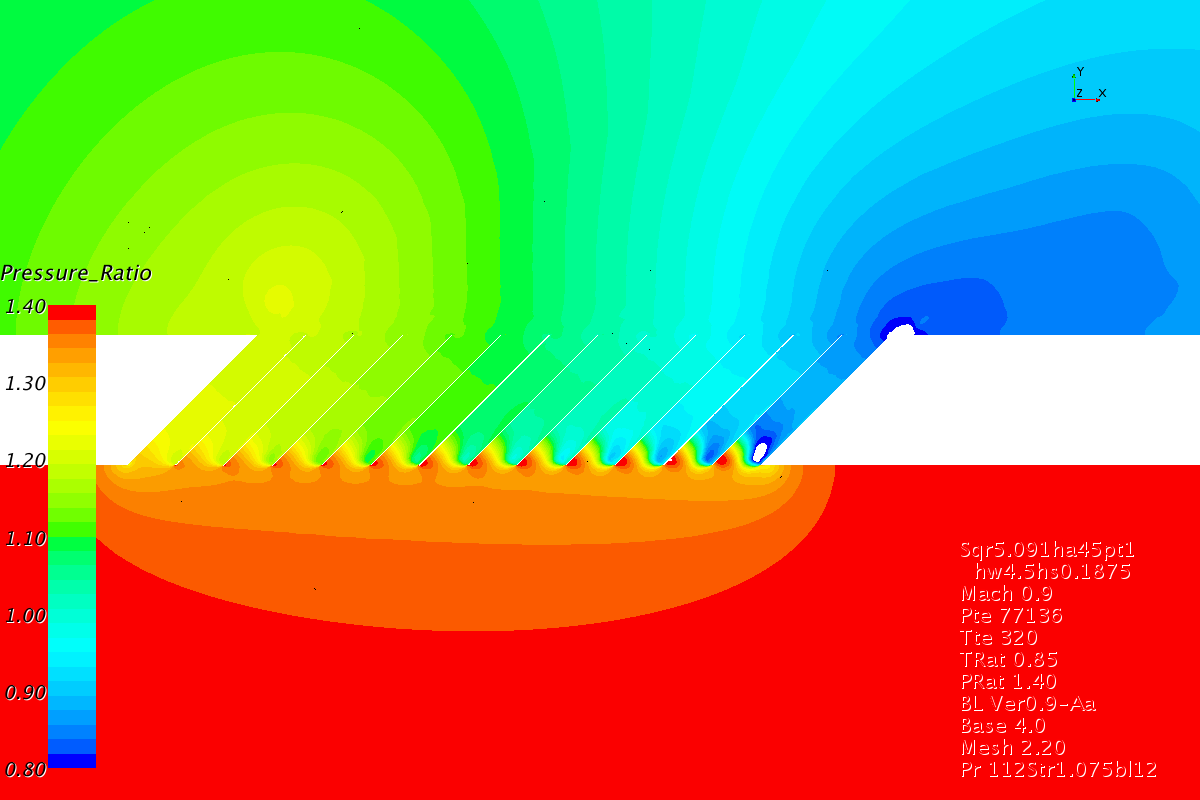 Y
Z X
Pressure_Ratio
1.40
1.30
1.20
1.10
1.00
0.90
0.80
Sqr5.091ha45pt1
hw4.5hs0.1875
Mach 0.9
Pte 77136
Tte 320
TRat 0.85
PRat 1.40
BL Ver0.9-Aa
Base 4.0
Mesh 2.20
Pr 112Str1.075bl12